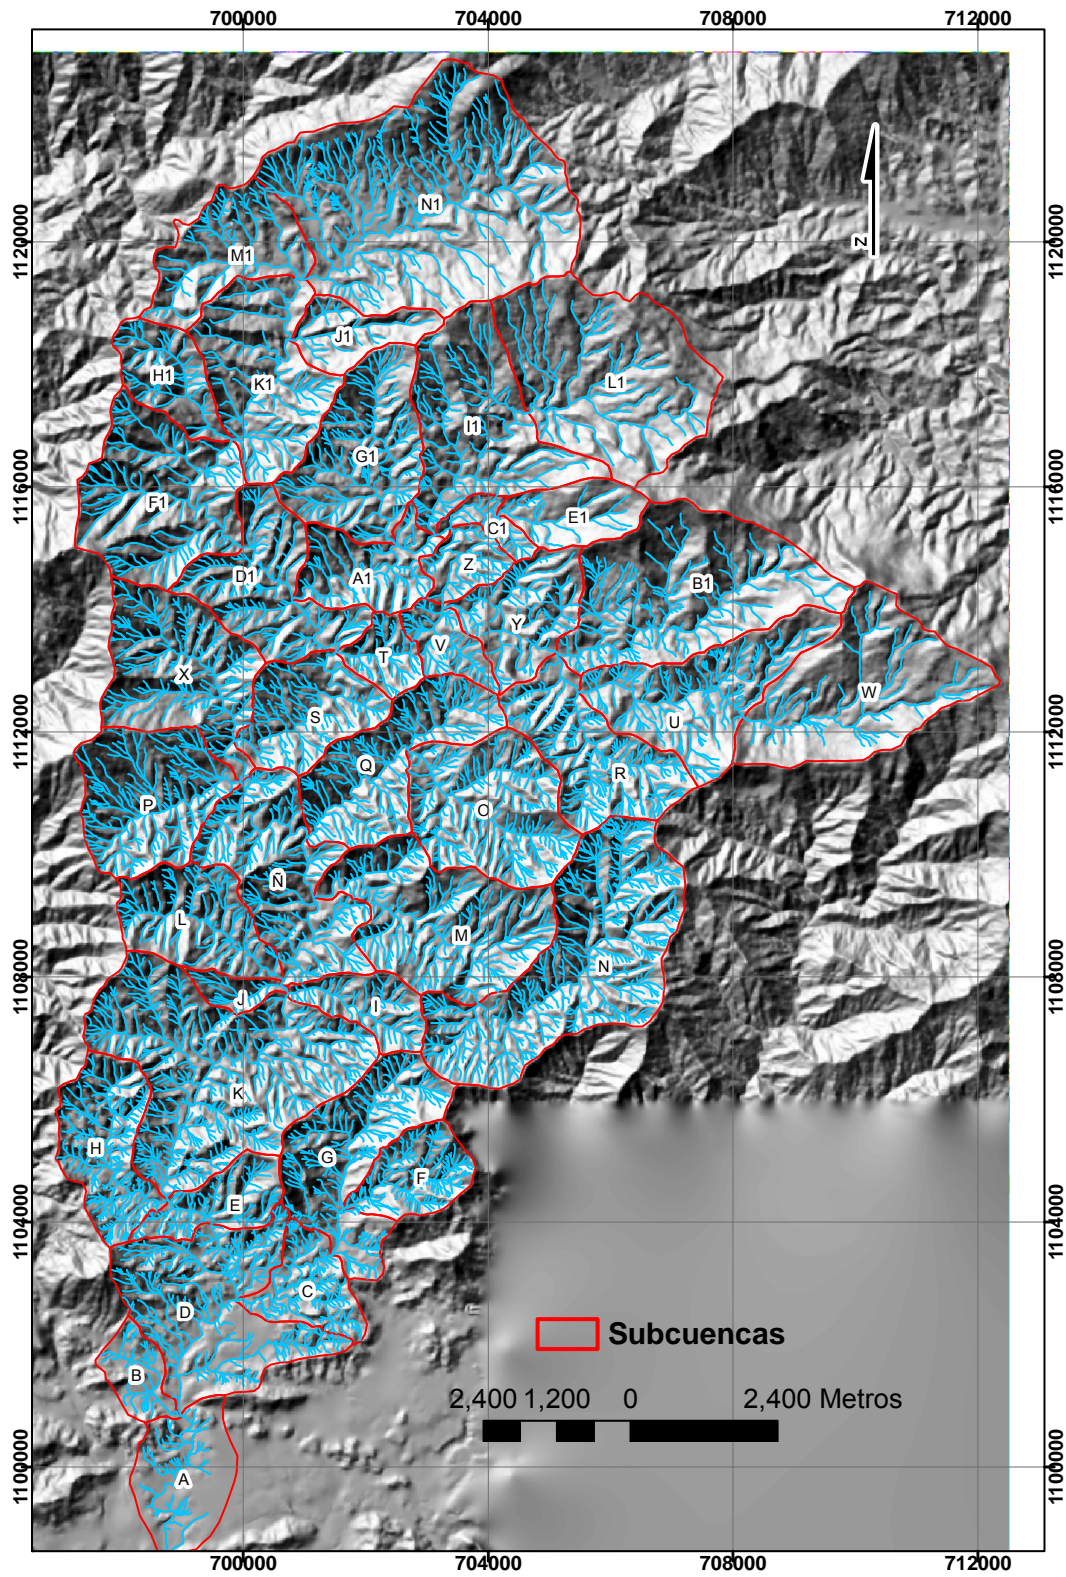 700000 704000 708000 712000
1120000 1120000
1116000 1116000
1112000 1112000
1108000 1108000
1104000 1104000
1100000 1100000
N
N1
M1
J1
H1
K1
L1
I1
G1
F1
E1
C1
Z
D1
A1
B1
Y
V
T
X
W
S
U
Q
R
P
O
Ñ
L
M
N
J
I
K
H
G
F
E
C
D
B
A
Subcuencas
2,400 1,200 0 2,400 Metros
700000 704000 708000 712000